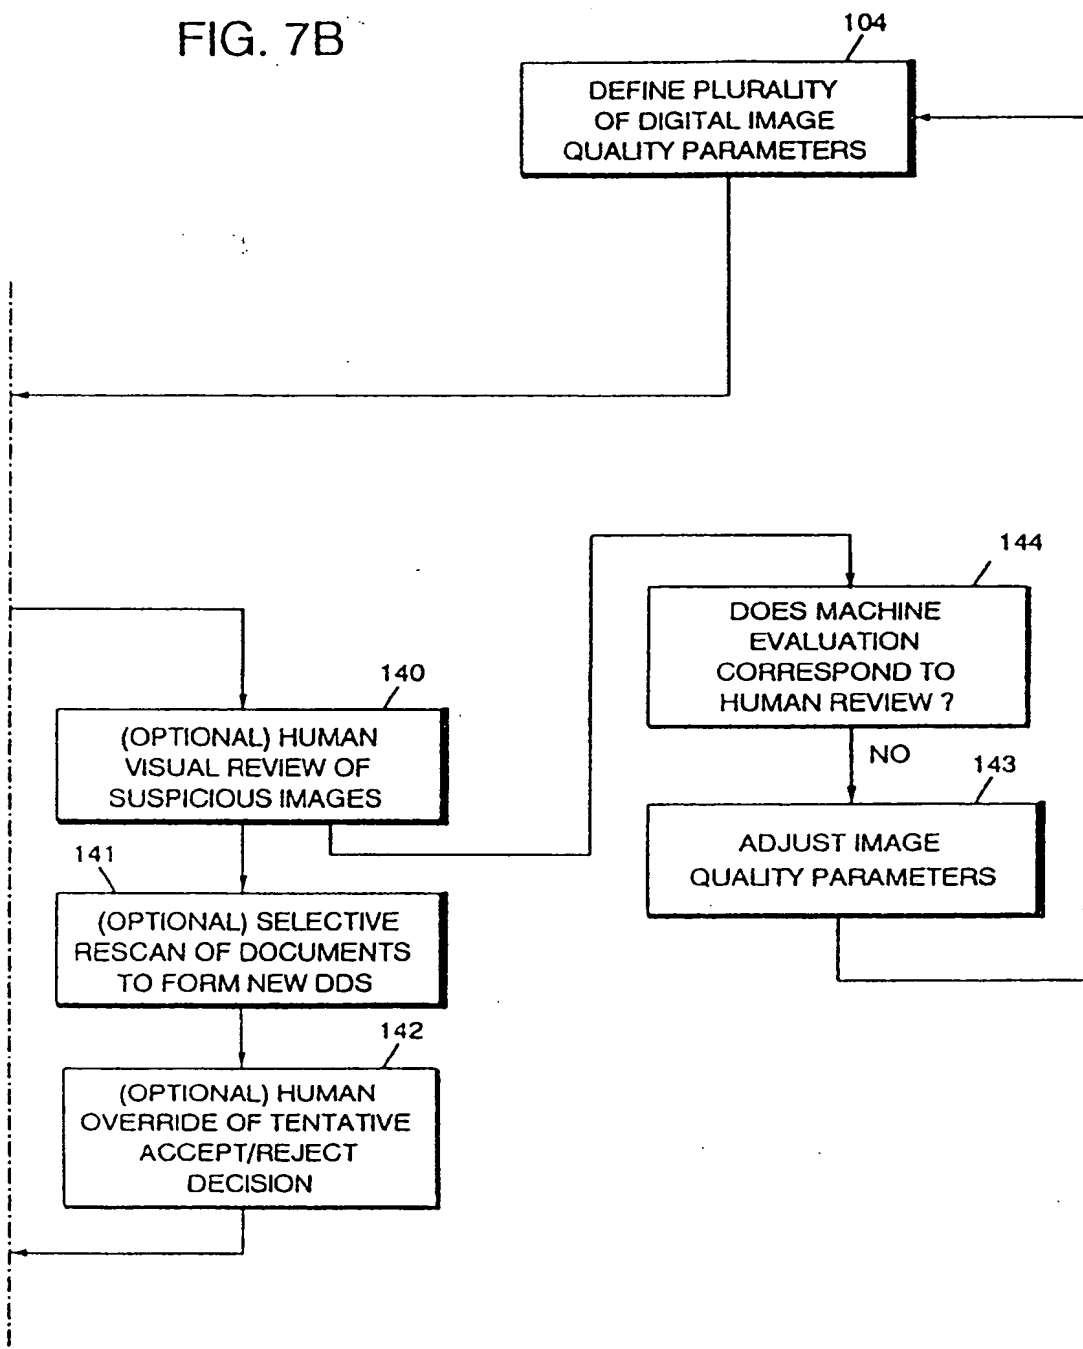 FIG. 7B
104
DEFINE PLURALITY
OF DIGITAL IMAGE
QUALITY PARAMETERS
140
(OPTIONAL) HUMAN
VISUAL REVIEW OF
SUSPICIOUS IMAGES
141
(OPTIONAL) SELECTIVE
RESCAN OF DOCUMENTS
TO FORM NEW DDS
142
(OPTIONAL) HUMAN
OVERRIDE OF TENTATIVE
ACCEPT/REJECT
DECISION
144
DOES MACHINE
EVALUATION
CORRESPOND TO
HUMAN REVIEW ?
NO
143
ADJUST IMAGE
QUALITY PARAMETERS